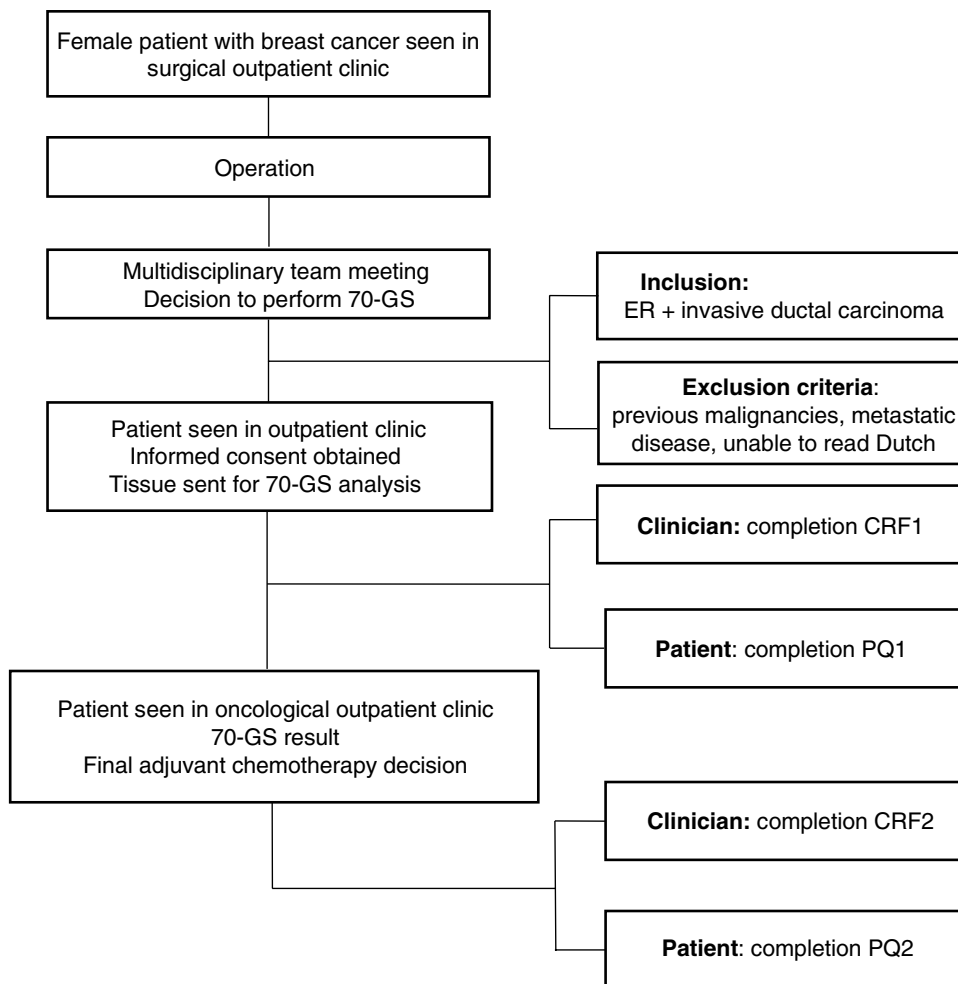 Female patient with breast cancer seen in
surgical outpatient clinic
Operation
Multidisciplinary team meeting
Decision to perform 70-GS
Inclusion:
ER + invasive ductal carcinoma
Exclusion criteria:
previous malignancies, metastatic
disease, unable to read Dutch
Patient seen in outpatient clinic
Informed consent obtained
Tissue sent for 70-GS analysis
Clinician: completion CRF1
Patient: completion PQ1
Patient seen in oncological outpatient clinic
70-GS result
Final adjuvant chemotherapy decision
Clinician: completion CRF2
Patient: completion PQ2